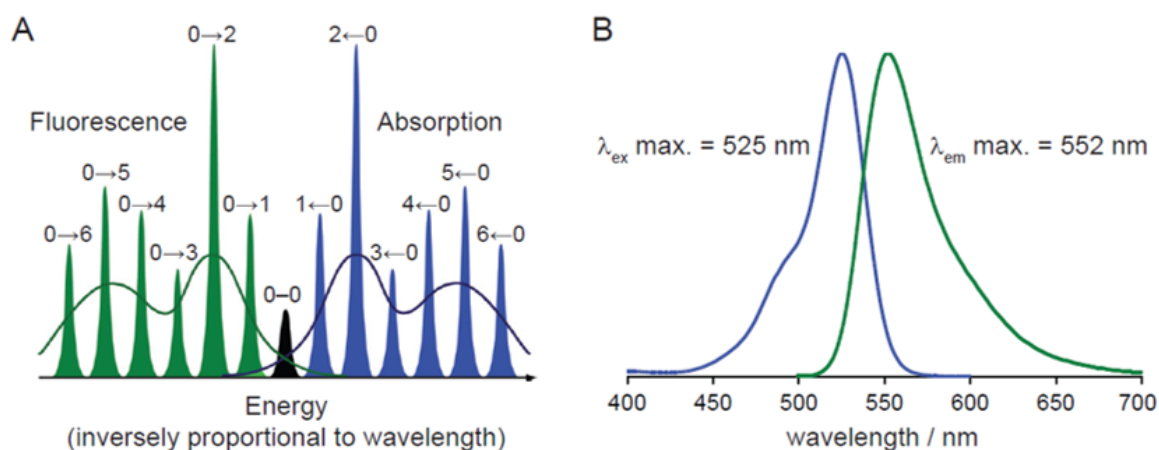 A
0→2
2←0
Fluorescence
Absorption
0→5
5←0
0→4
0→1
1←0
4←0
0→6
0→3
3←0
6←0
0–0
Energy
(inversely proportional to wavelength)
B
λex max. = 525 nm
λem max. = 552 nm
400
450
500
550
600
650
700
wavelength / nm